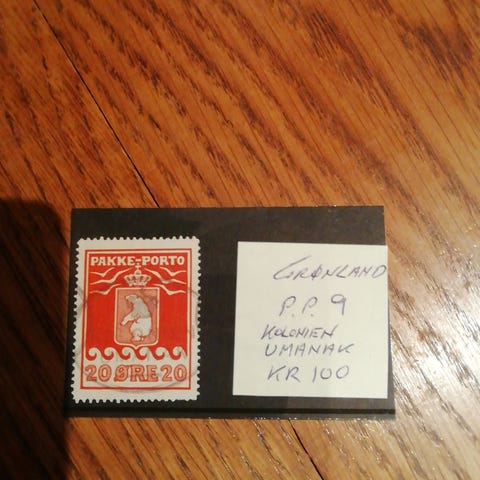 PAKKE-PORTO
20 ØRE 20
GRØNLAND
P.P. 9
KOLONIEN
UMANAK
KR 100